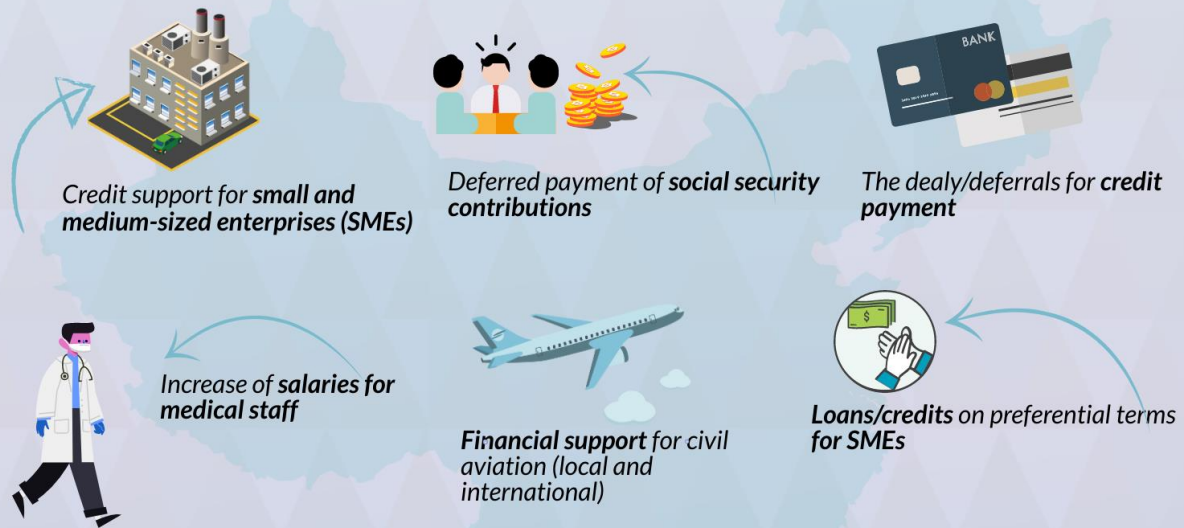 BANK
Credit support for small and
medium-sized enterprises (SMEs)
Deferred payment of social security
contributions
The dealy/deferrals for credit
payment
Increase of salaries for
medical staff
Financial support for civil
aviation (local and
international)
$
Loans/credits on preferential terms
for SMEs